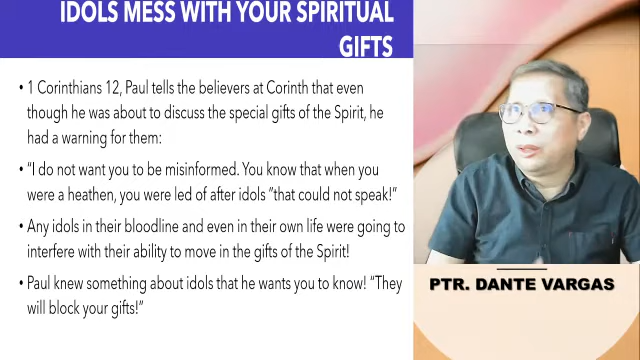 IDOLS MESS WITH YOUR SPIRITUAL
GIFTS
• 1 Corinthians 12, Paul tells the believers at Corinth that even
though he was about to discuss the special gifts of the Spirit, he
had a warning for them:
• "I do not want you to be misinformed. You know that when you
were a heathen, you were led of after idols "that could not speak!"
• Any idols in their bloodline and even in their own life were going to
interfere with their ability to move in the gifts of the Spirit!
• Paul knew something about idols that he wants you to know! "They
will block your gifts!"
PTR. DANTE VARGAS